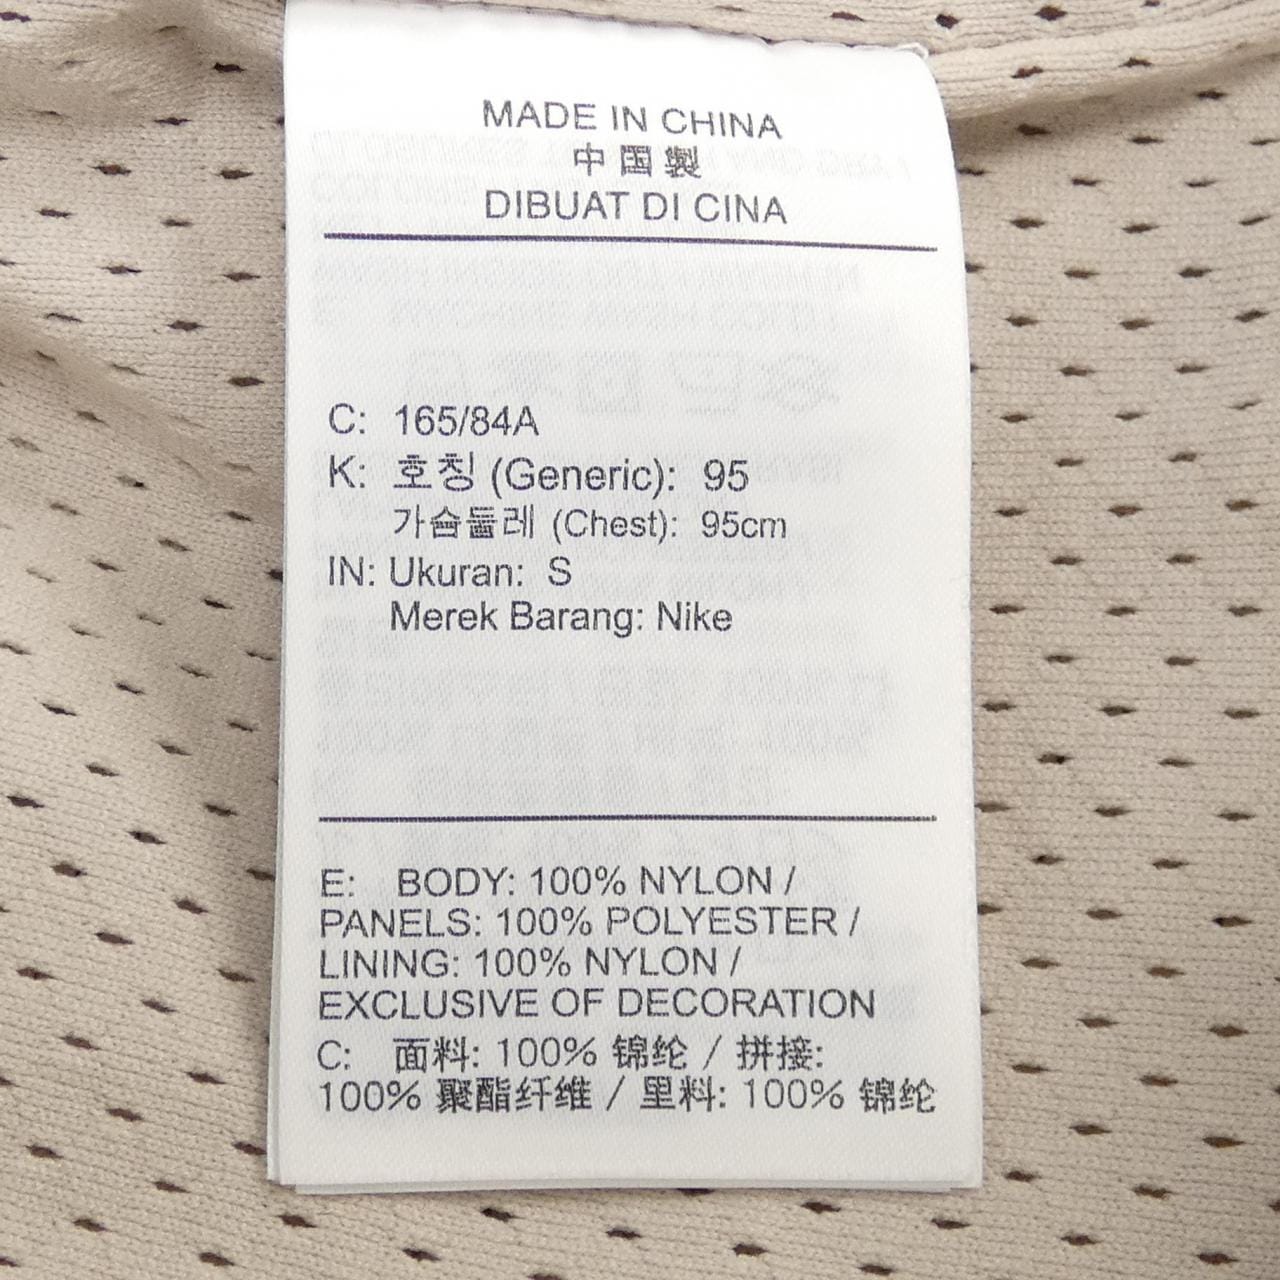 MADE IN CHINA
中国製
DIBUAT DI CINA
C: 165/84A
K: 호칭 (Generic): 95
가슴둘레 (Chest): 95cm
IN: Ukuran: S
Merek Barang: Nike
E: BODY: 100% NYLON /
PANELS: 100% POLYESTER /
LINING: 100% NYLON /
EXCLUSIVE OF DECORATION
C: 面料: 100% 锦纶 / 拼接:
100% 聚酯纤维 / 里料: 100% 锦纶